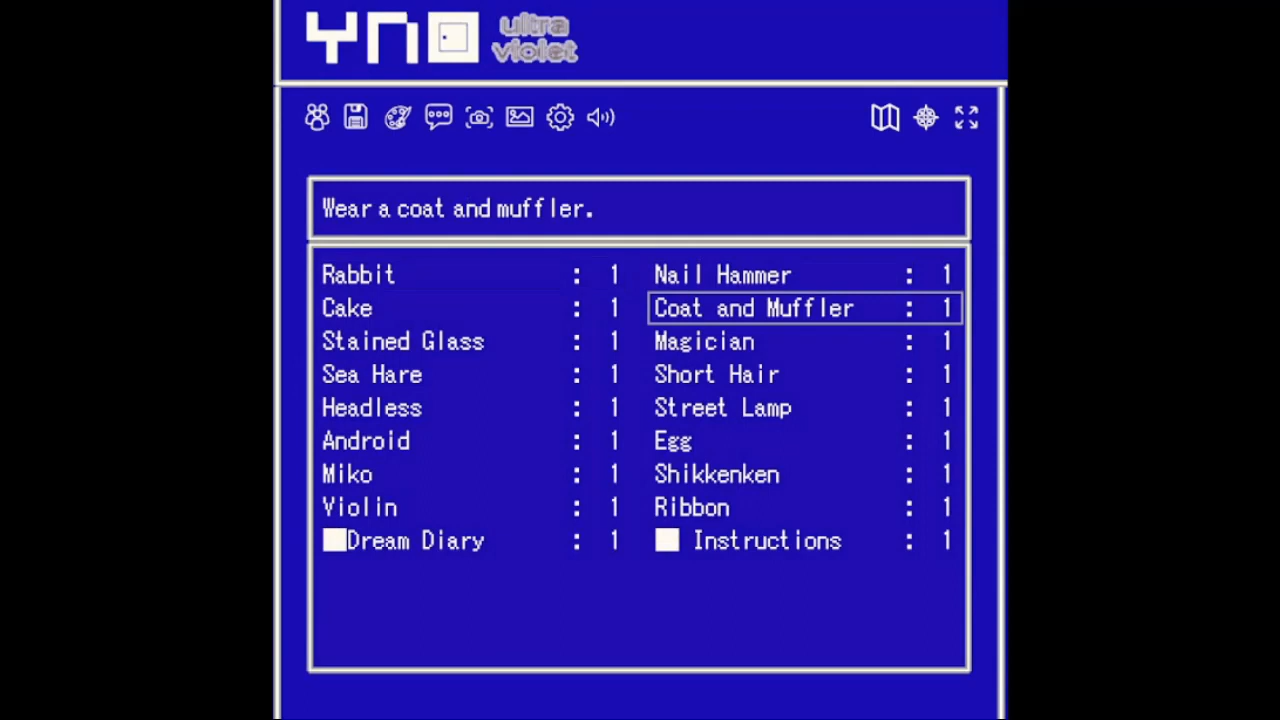 YNO ultra
violet
Wear a coat and muffler.
Rabbit : 1 Nail Hammer : 1
Cake : 1 Coat and Muffler : 1
Stained Glass : 1 Magician : 1
Sea Hare : 1 Short Hair : 1
Headless : 1 Street Lamp : 1
Android : 1 Egg : 1
Miko : 1 Shikkenken : 1
Violin : 1 Ribbon : 1
Dream Diary : 1 Instructions : 1